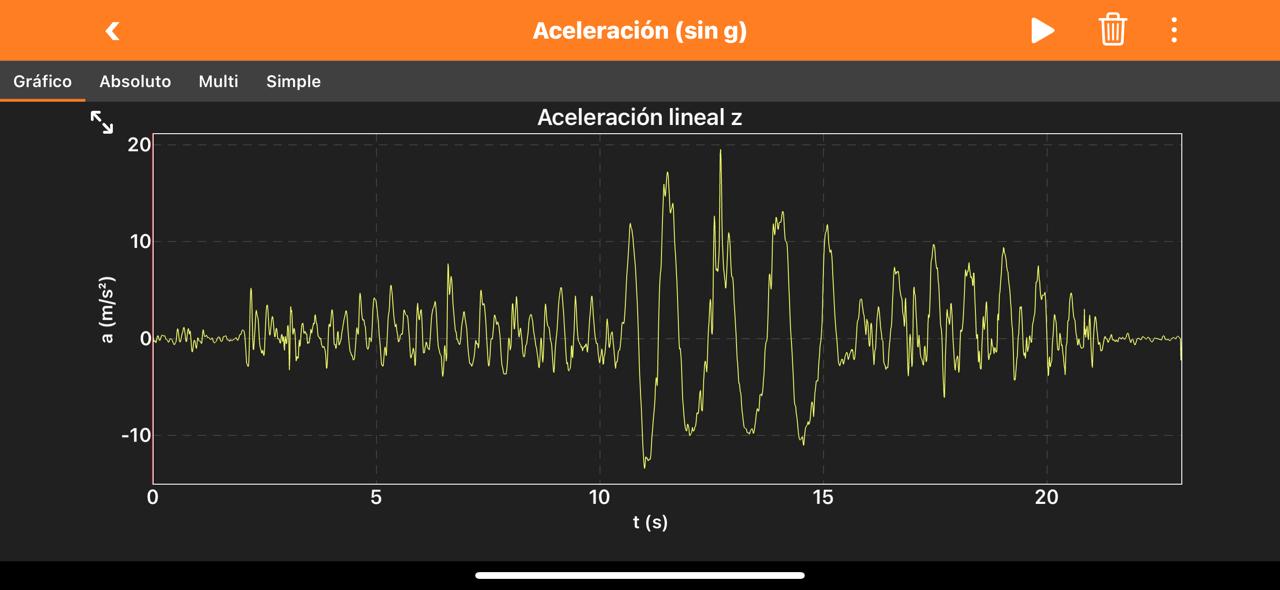 Aceleración (sin g)
Gráfico Absoluto Multi Simple
Aceleración lineal z
20
10
0
-10
a (m/s²)
0 5 10 15 20
t (s)